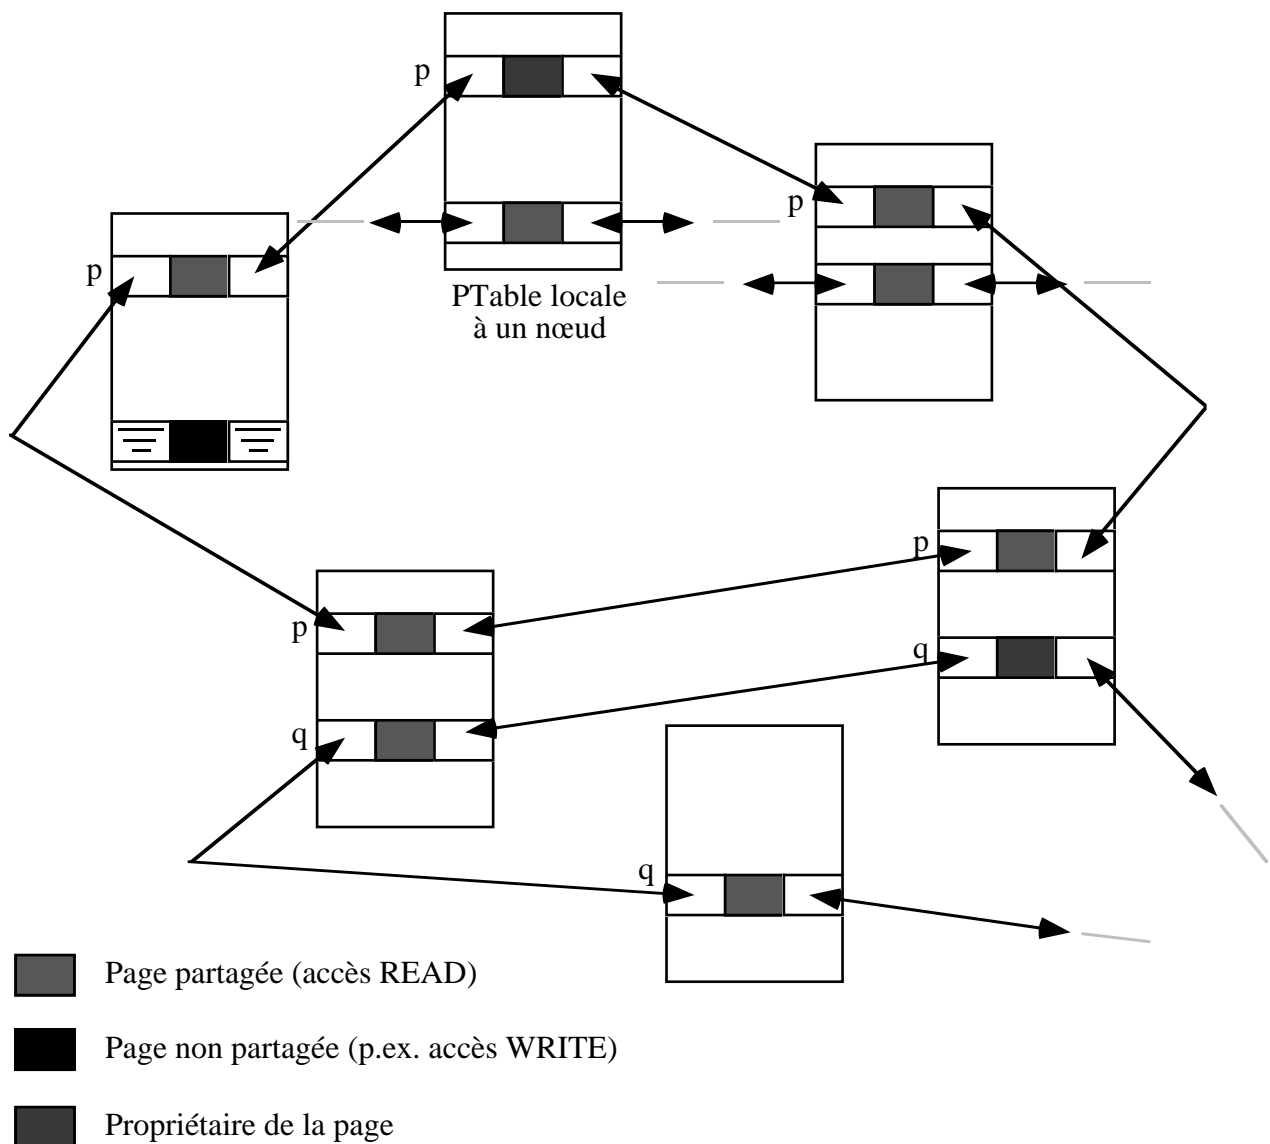 p
p
p
PTable locale
à un nœud
p
p
q
p
q
q
Page partagée (accès READ)
Page non partagée (p.ex. accès WRITE)
Propriétaire de la page